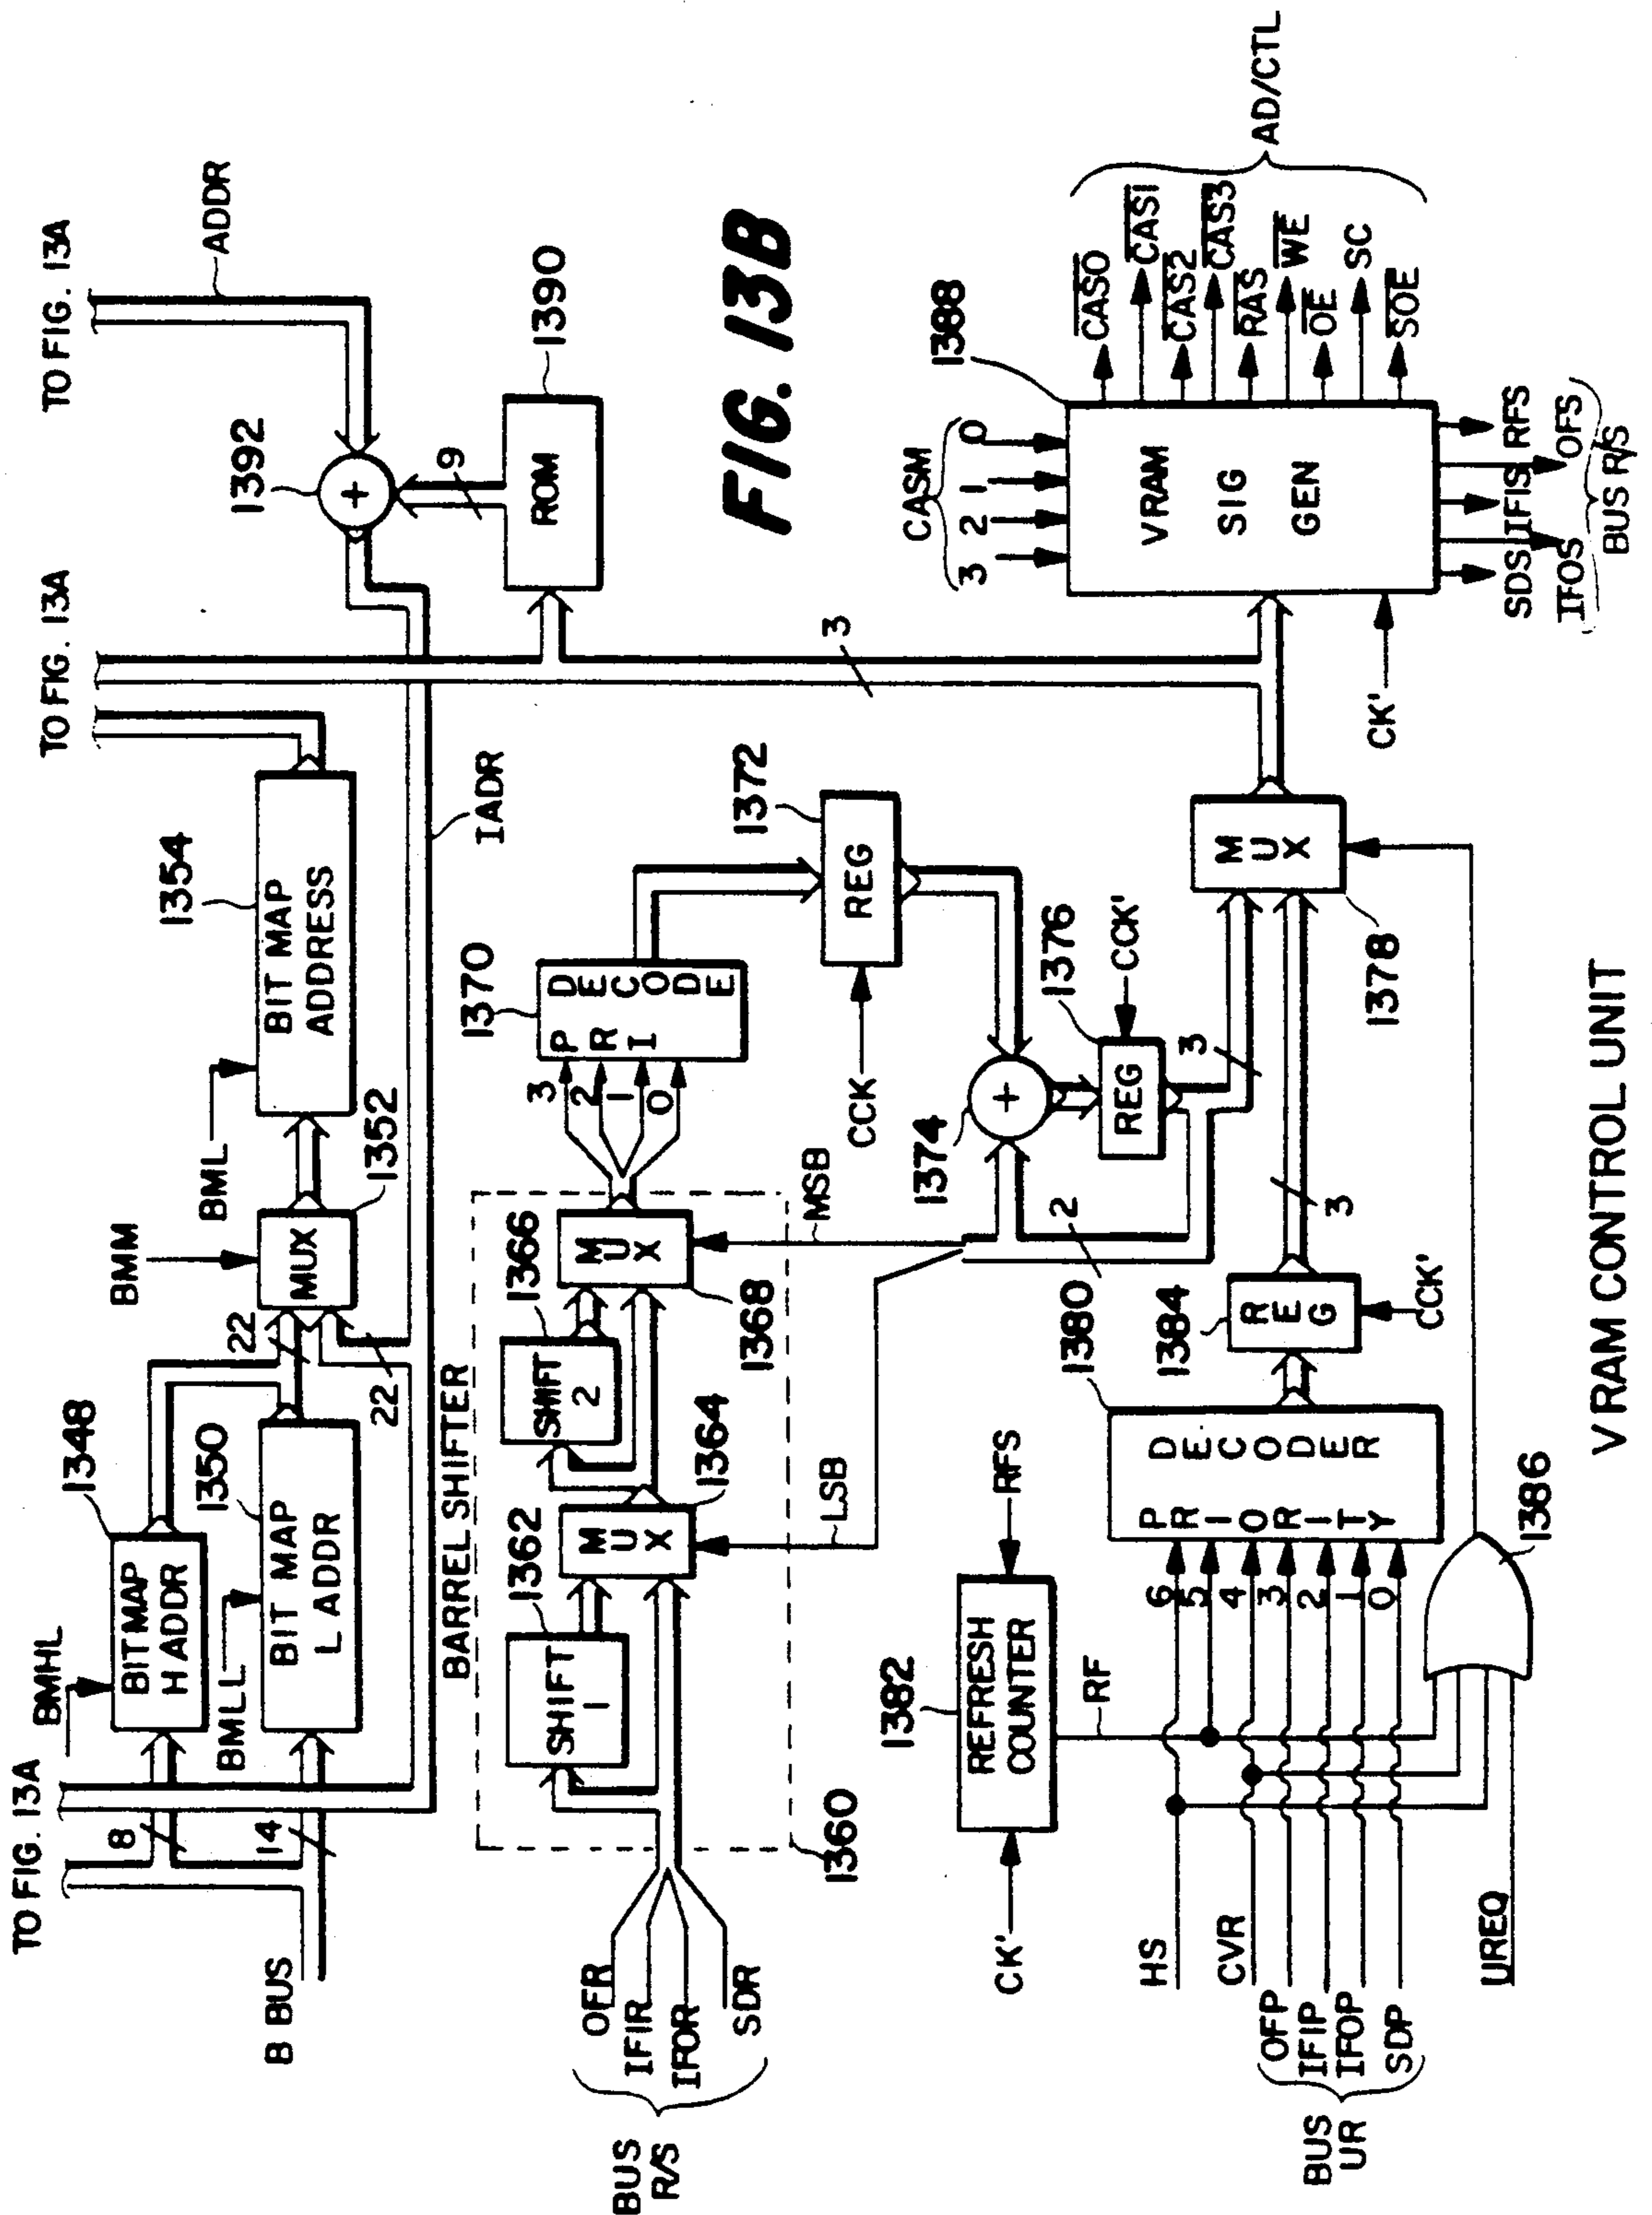 TO FIG. 13A
TO FIG. 13A
TO FIG. 13A
8
14
B BUS
BMHL
1348
BITMAP
H ADDR
BMLL
1350
BIT MAP
L ADDR
22
22
BMM
MUX
1352
BML
1354
BIT MAP
ADDRESS
IADR
1392
+
ADDR
9
ROM
1390
FIG. 13B
BARREL SHIFTER
1360
BUS
R/S
OFR
IFIR
IFOR
SDR
1362
SHIFT
1
MUX
1364
LSB
1366
SHIFT
2
MUX
1368
MSB
3
2
1
0
PRI
DECODE
1370
1372
REG
CCK
1374
+
1376
REG
CCK'
2
3
3
3
MUX
1378
1382
REFRESH
COUNTER
CK'
RFS
RF
HS
CVR
OFP
IFIP
IFOP
SDP
BUS
UR
UREQ
6
5
4
3
2
1
0
PRIORITY
DECODER
1380
1384
REG
CCK'
1386
CASM
3 2 1 0
1388
VRAM
SIG
GEN
CK'
CAS0
CAS1
CAS2
CAS3
RAS
WE
OE
SC
SOE
AD/CTL
SDS
IFOS
IFIS
OFS
RFS
BUS R/S
VRAM CONTROL UNIT